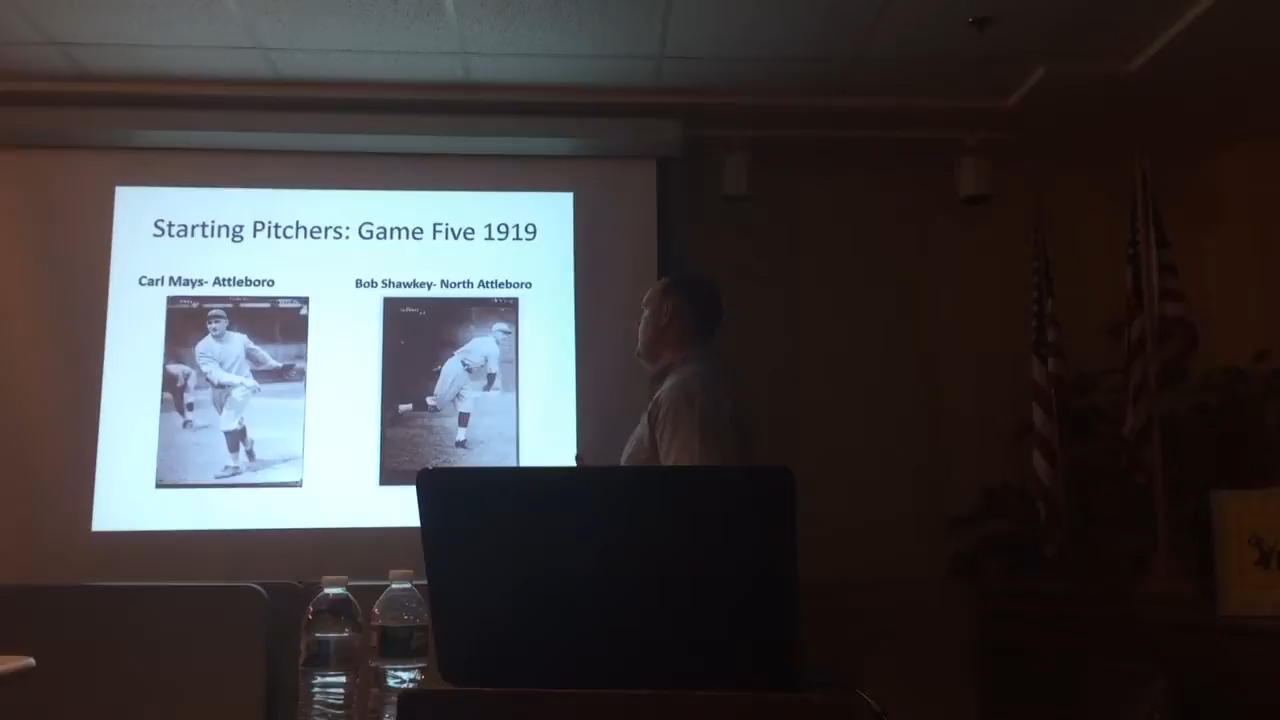 Starting Pitchers: Game Five 1919
Carl Mays- Attleboro
Bob Shawkey- North Attleboro